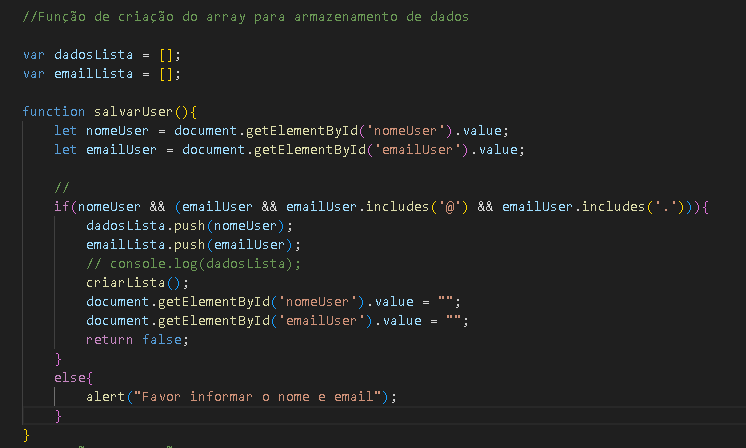 //Função de criação do array para armazenamento de dados
var dadosLista = [];
var emailLista = [];
function salvarUser(){
let nomeUser = document.getElementById('nomeUser').value;
let emailUser = document.getElementById('emailUser').value;
//
if(nomeUser && (emailUser && emailUser.includes('@') && emailUser.includes('.'))){
dadosLista.push(nomeUser);
emailLista.push(emailUser);
// console.log(dadosLista);
criarLista();
document.getElementById('nomeUser').value = "";
document.getElementById('emailUser').value = "";
return false;
}
else{
alert("Favor informar o nome e email");
}
}